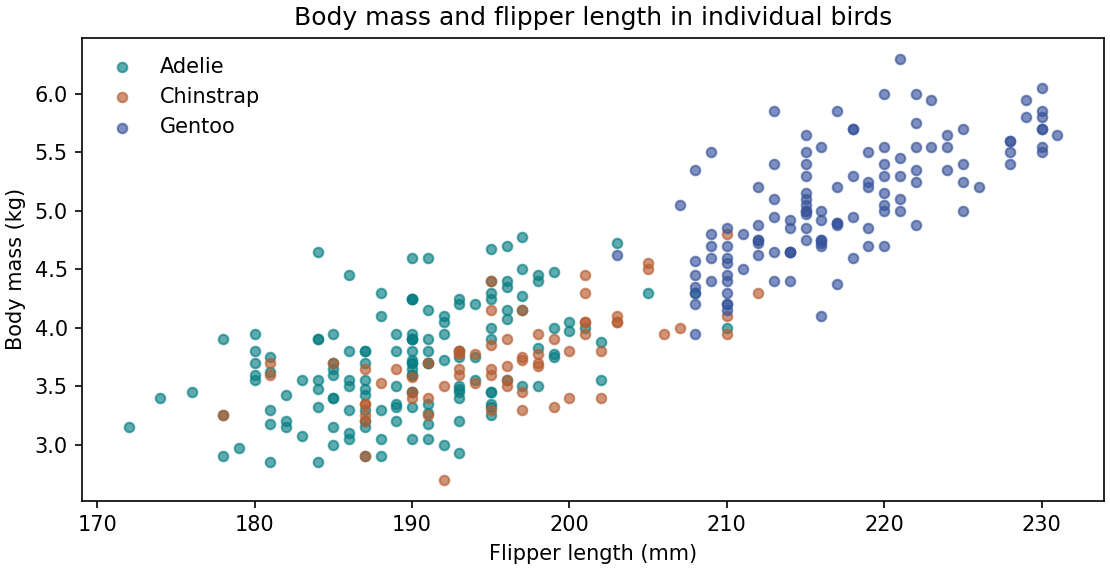 Body mass and flipper length in individual birds
Adelie
Chinstrap
Gentoo
Body mass (kg)
6.0
5.5
5.0
4.5
4.0
3.5
3.0
170 180 190 200 210 220 230
Flipper length (mm)